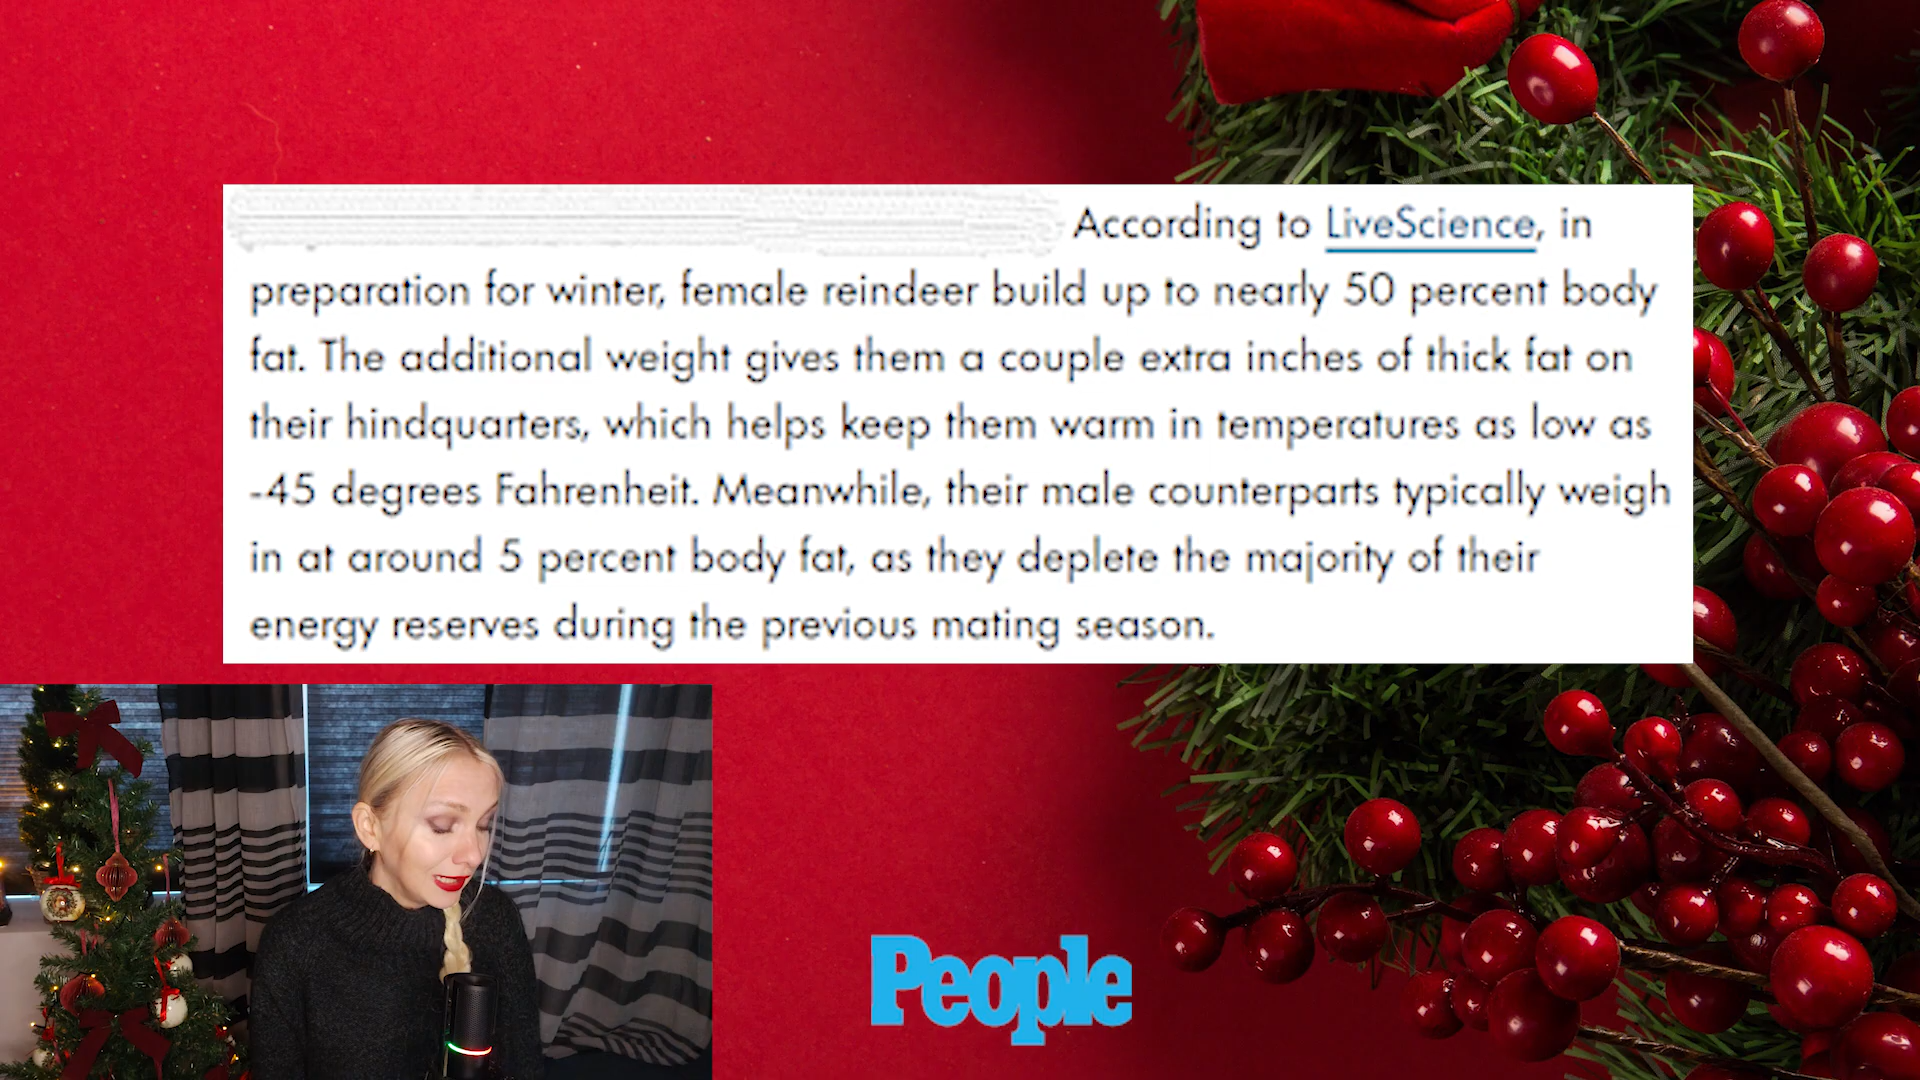 According to LiveScience, in
preparation for winter, female reindeer build up to nearly 50 percent body
fat. The additional weight gives them a couple extra inches of thick fat on
their hindquarters, which helps keep them warm in temperatures as low as
-45 degrees Fahrenheit. Meanwhile, their male counterparts typically weigh
in at around 5 percent body fat, as they deplete the majority of their
energy reserves during the previous mating season.
People